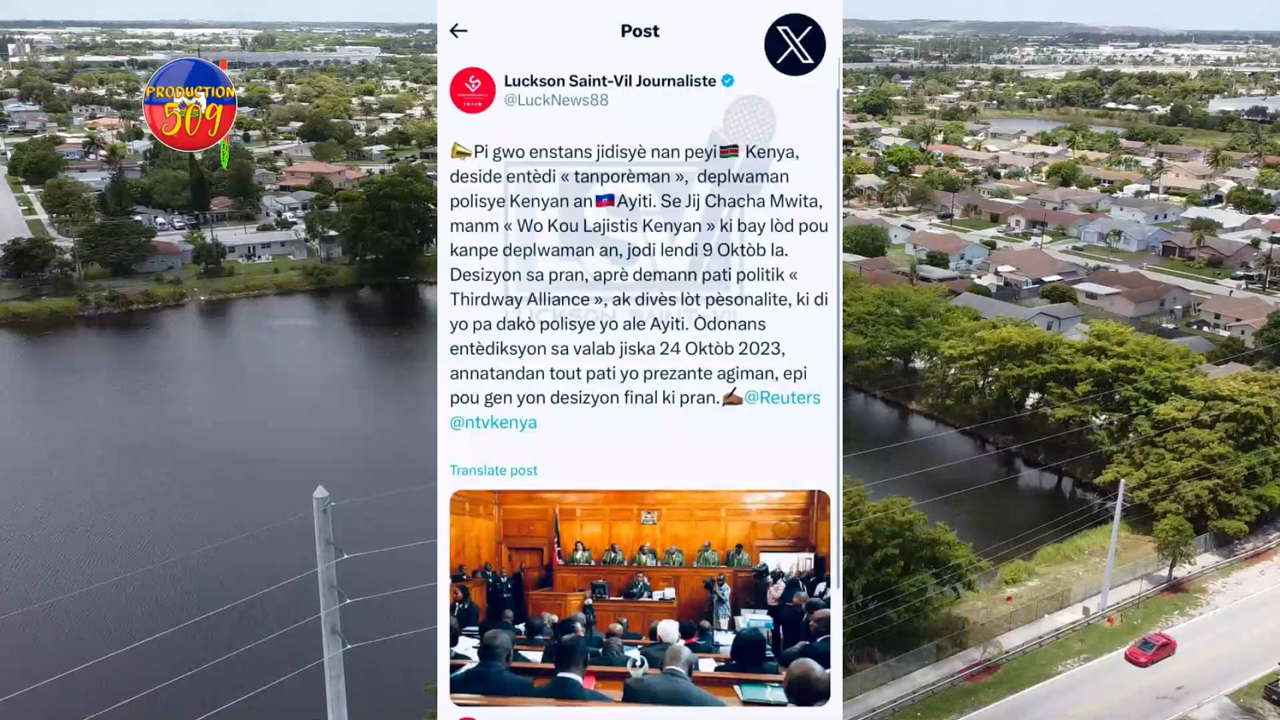 PRODUCTION
509
Post
Luckson Saint-Vil Journaliste
@LuckNews88
Pi gwo enstans jidisyè nan peyi Kenya,
deside entèdi « tanporèman », deplwaman
polisye Kenyan an Ayiti. Se Jij Chacha Mwita,
manm « Wo Kou Lajistis Kenyan » ki bay lòd pou
kanpe deplwaman an, jodi lendi 9 Oktòb la.
Desizyon sa pran, aprè demann pati politik «
Thirdway Alliance », ak divès lòt pèsonalite, ki di
yo pa dakò polisye yo ale Ayiti. Òdonans
entèdiksyon sa valab jiska 24 Oktòb 2023,
annatandan tout pati yo prezante agiman, epi
pou gen yon desizyon final ki pran.@Reuters
@ntvkenya
LUCKSON SAINT-VIL
Translate post